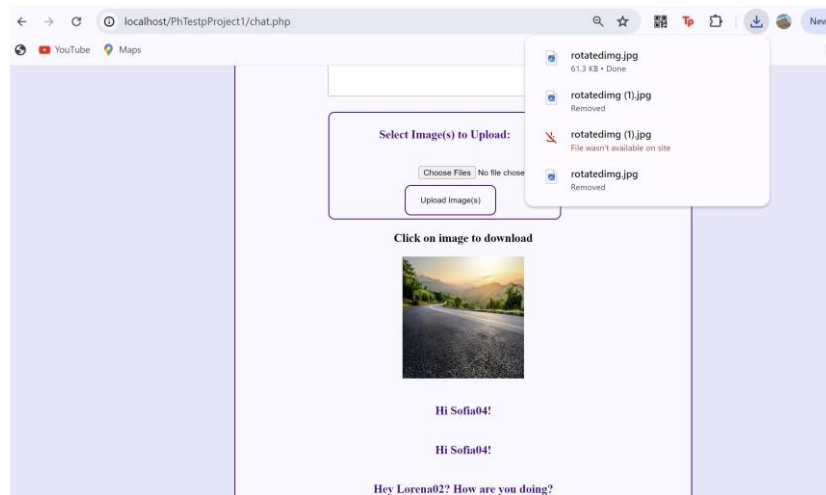 localhost/PhTestpProject1/chat.php
Tp
New
YouTube
Maps
rotatedimg.jpg
61.3 KB • Done
rotatedimg (1).jpg
Removed
rotatedimg (1).jpg
File wasn't available on site
rotatedimg.jpg
Removed
Select Image(s) to Upload:
Choose Files No file chose
Upload Image(s)
Click on image to download
Hi Sofia04!
Hi Sofia04!
Hey Lorena02? How are you doing?